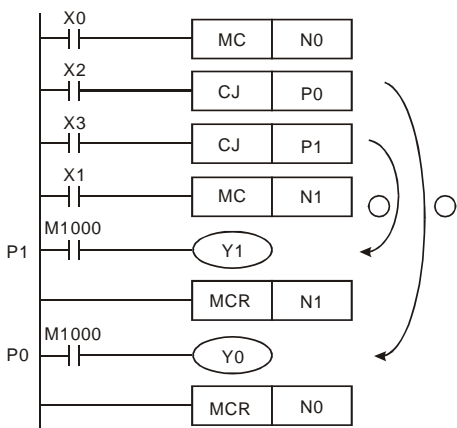 X0
MC N0
X2
CJ P0
X3
CJ P1
X1
MC N1
M1000
P1 Y1
MCR N1
M1000
P0 Y0
MCR N0